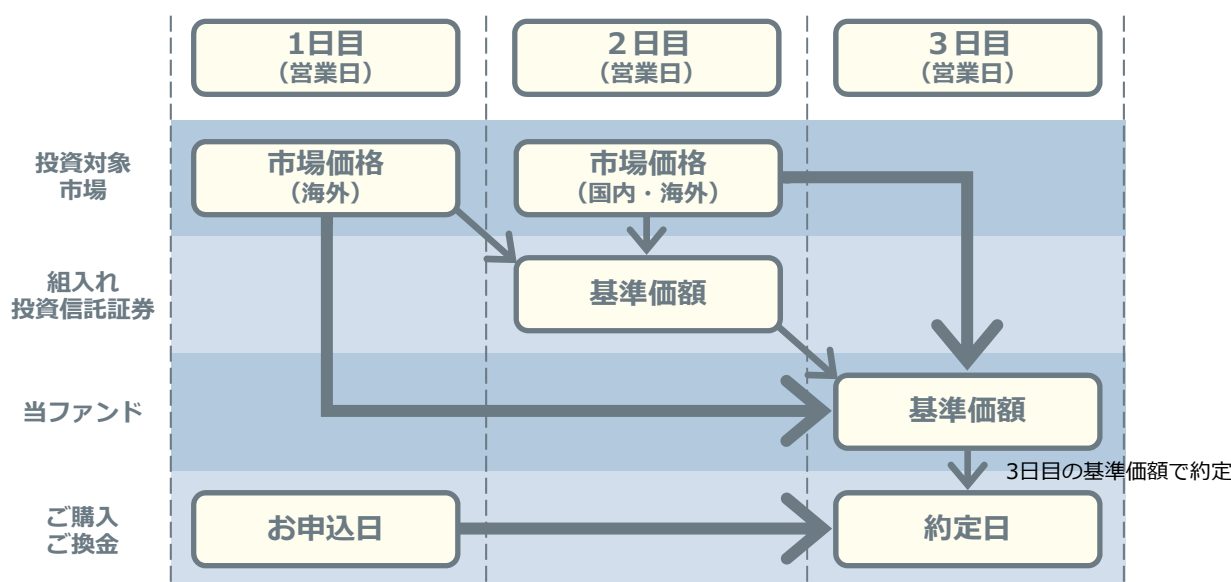 1日目
(営業日)
２日目
(営業日)
３日目
(営業日)
投資対象
市場
市場価格
(海外)
市場価格
(国内・海外)
組入れ
投資信託証券
基準価額
当ファンド
基準価額
3日目の基準価額で約定
ご購入
ご換金
お申込日
約定日